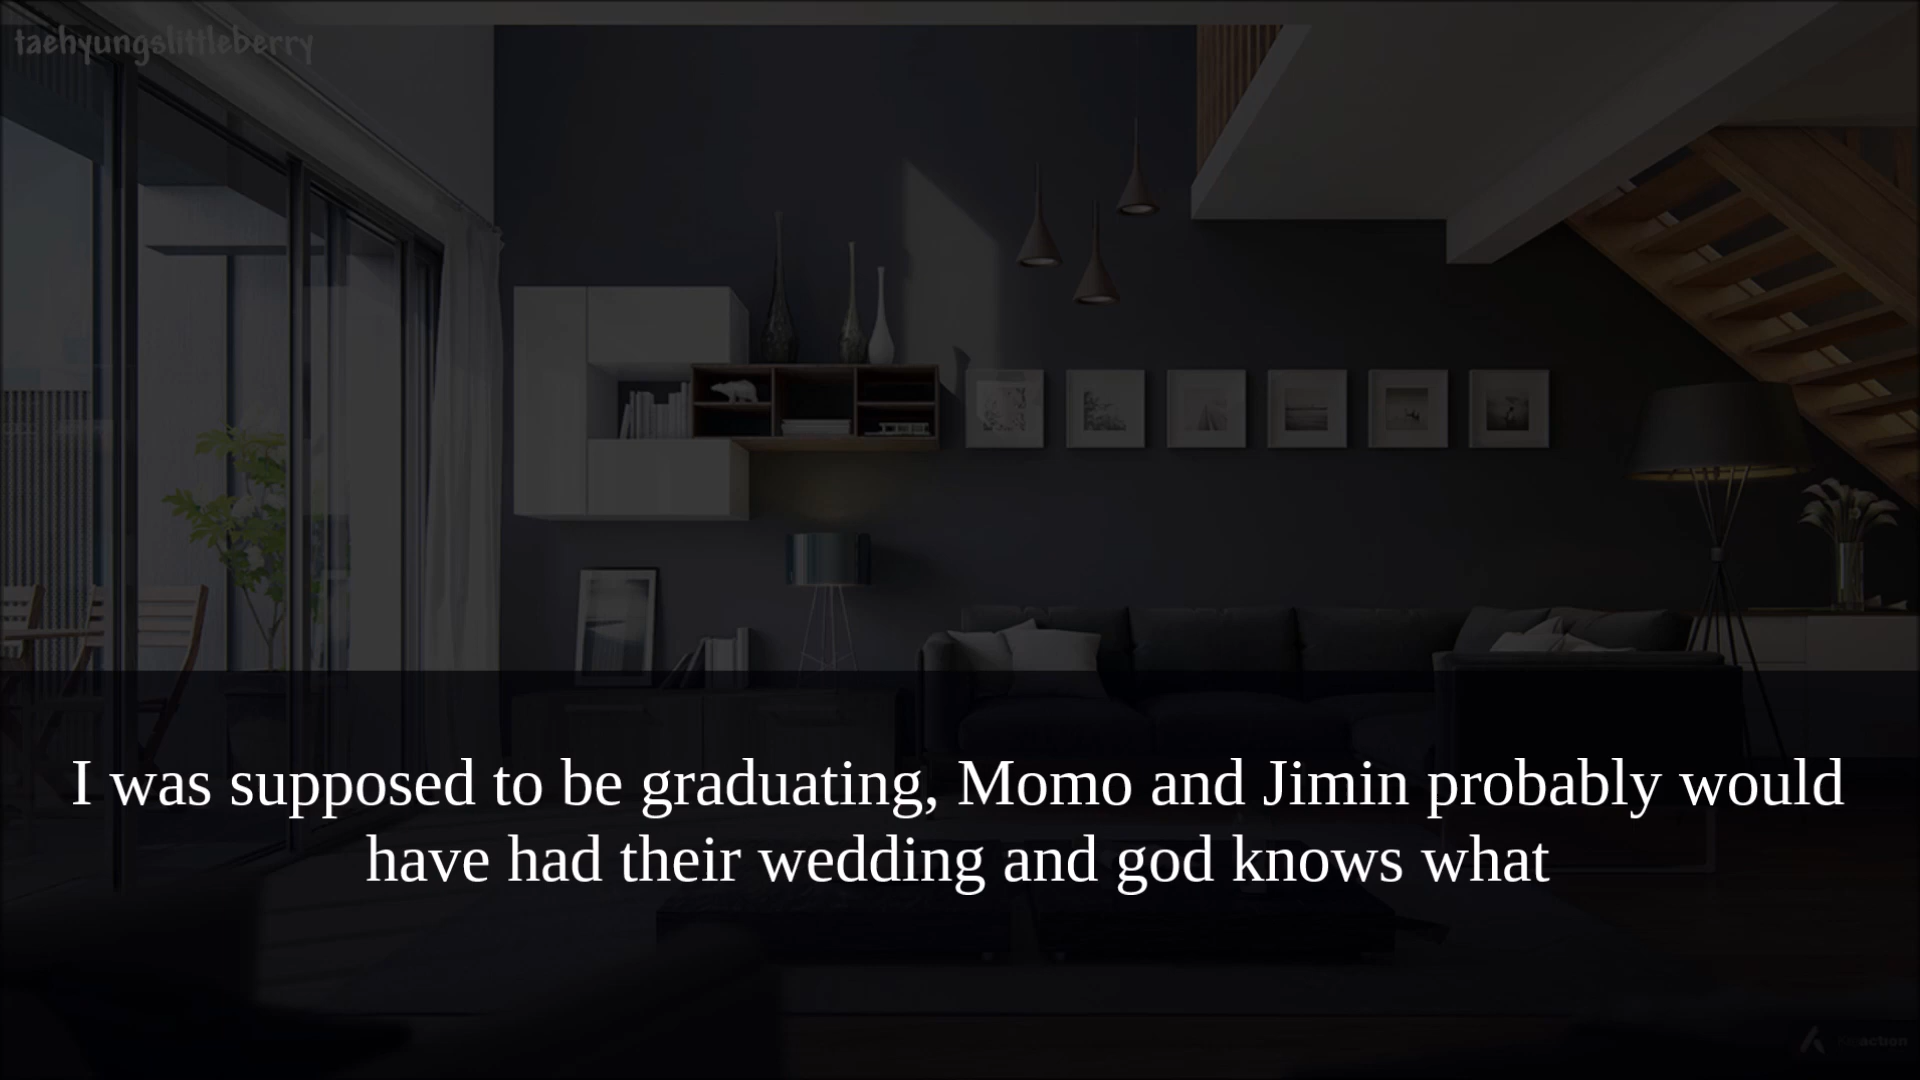 taehyungslittleberry
I was supposed to be graduating, Momo and Jimin probably would
have had their wedding and god knows what
action